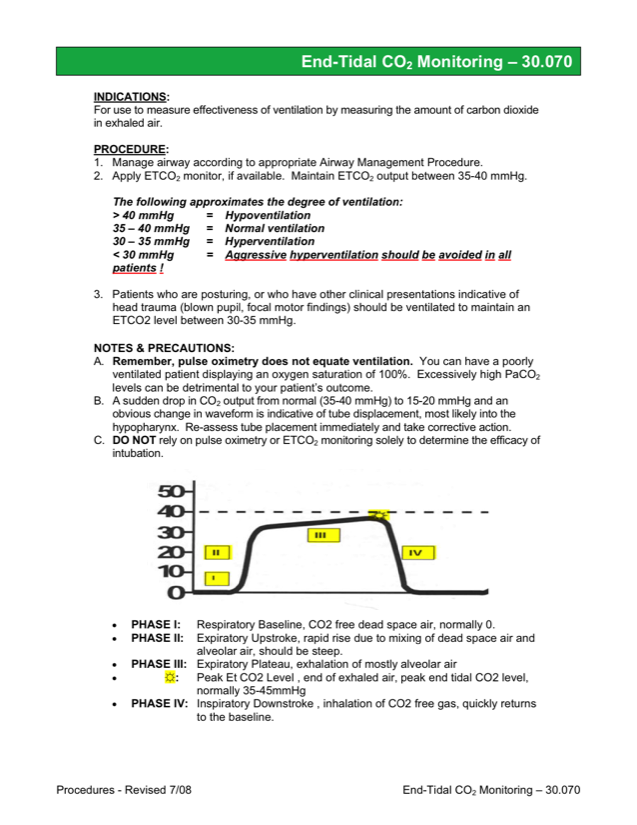 End-Tidal CO₂ Monitoring – 30.070
INDICATIONS:
For use to measure effectiveness of ventilation by measuring the amount of carbon dioxide
in exhaled air.
PROCEDURE:
1. Manage airway according to appropriate Airway Management Procedure.
2. Apply ETCO₂ monitor, if available. Maintain ETCO₂ output between 35-40 mmHg.
The following approximates the degree of ventilation:
> 40 mmHg = Hypoventilation
35 – 40 mmHg = Normal ventilation
30 – 35 mmHg = Hyperventilation
< 30 mmHg = Aggressive hyperventilation should be avoided in all
patients !
3. Patients who are posturing, or who have other clinical presentations indicative of
head trauma (blown pupil, focal motor findings) should be ventilated to maintain an
ETCO2 level between 30-35 mmHg.
NOTES & PRECAUTIONS:
A. Remember, pulse oximetry does not equate ventilation. You can have a poorly
ventilated patient displaying an oxygen saturation of 100%. Excessively high PaCO₂
levels can be detrimental to your patient's outcome.
B. A sudden drop in CO₂ output from normal (35-40 mmHg) to 15-20 mmHg and an
obvious change in waveform is indicative of tube displacement, most likely into the
hypopharynx. Re-assess tube placement immediately and take corrective action.
C. DO NOT rely on pulse oximetry or ETCO₂ monitoring solely to determine the efficacy of
intubation.
50
40
30
III
20
II
IV
10
I
0
• PHASE I: Respiratory Baseline, CO2 free dead space air, normally 0.
• PHASE II: Expiratory Upstroke, rapid rise due to mixing of dead space air and
alveolar air, should be steep.
• PHASE III: Expiratory Plateau, exhalation of mostly alveolar air
• ☼: Peak Et CO2 Level , end of exhaled air, peak end tidal CO2 level,
normally 35-45mmHg
• PHASE IV: Inspiratory Downstroke , inhalation of CO2 free gas, quickly returns
to the baseline.
Procedures - Revised 7/08 End-Tidal CO₂ Monitoring – 30.070